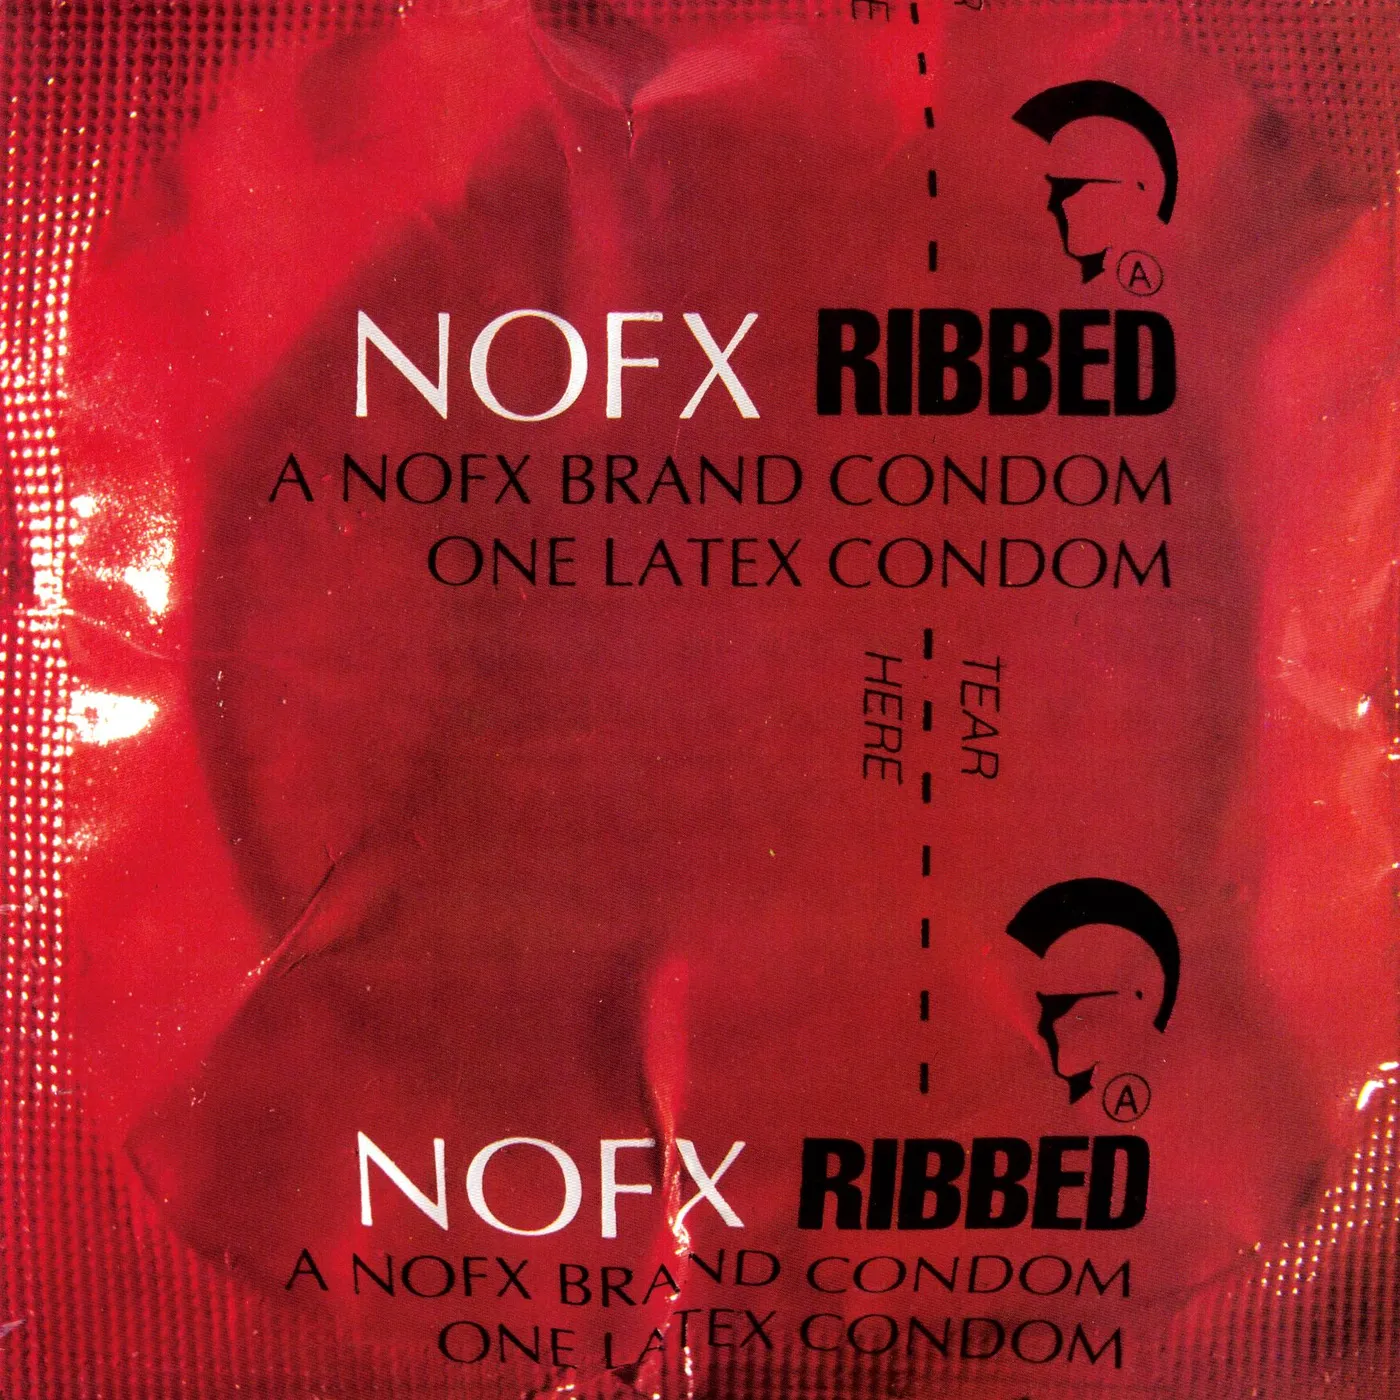 Ⓐ
NOFX RIBBED
A NOFX BRAND CONDOM
ONE LATEX CONDOM
TEAR
HERE
Ⓐ
NOFX RIBBED
A NOFX BRAND CONDOM
ONE LATEX CONDOM